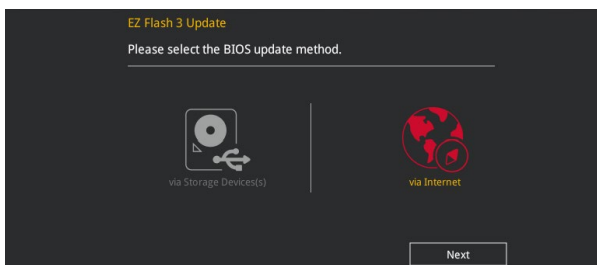 EZ Flash 3 Update
Please select the BIOS update method.
via Storage Devices(s)
via Internet
Next